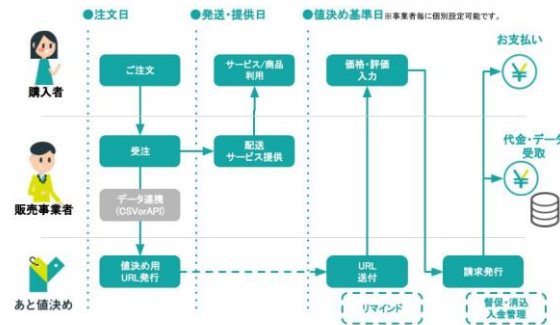 ●注文日
●発送・提供日
●値決め基準日 ※事業者毎に個別設定可能です。
購入者
ご注文
サービス/商品
利用
価格・評価
入力
お支払い
¥
販売事業者
受注
配送
サービス提供
代金・データ
受取
¥
データ連携
(CSVorAPI)
あと値決め
値決め用
URL発行
URL
送付
請求発行
リマインド
督促・消込
入金管理